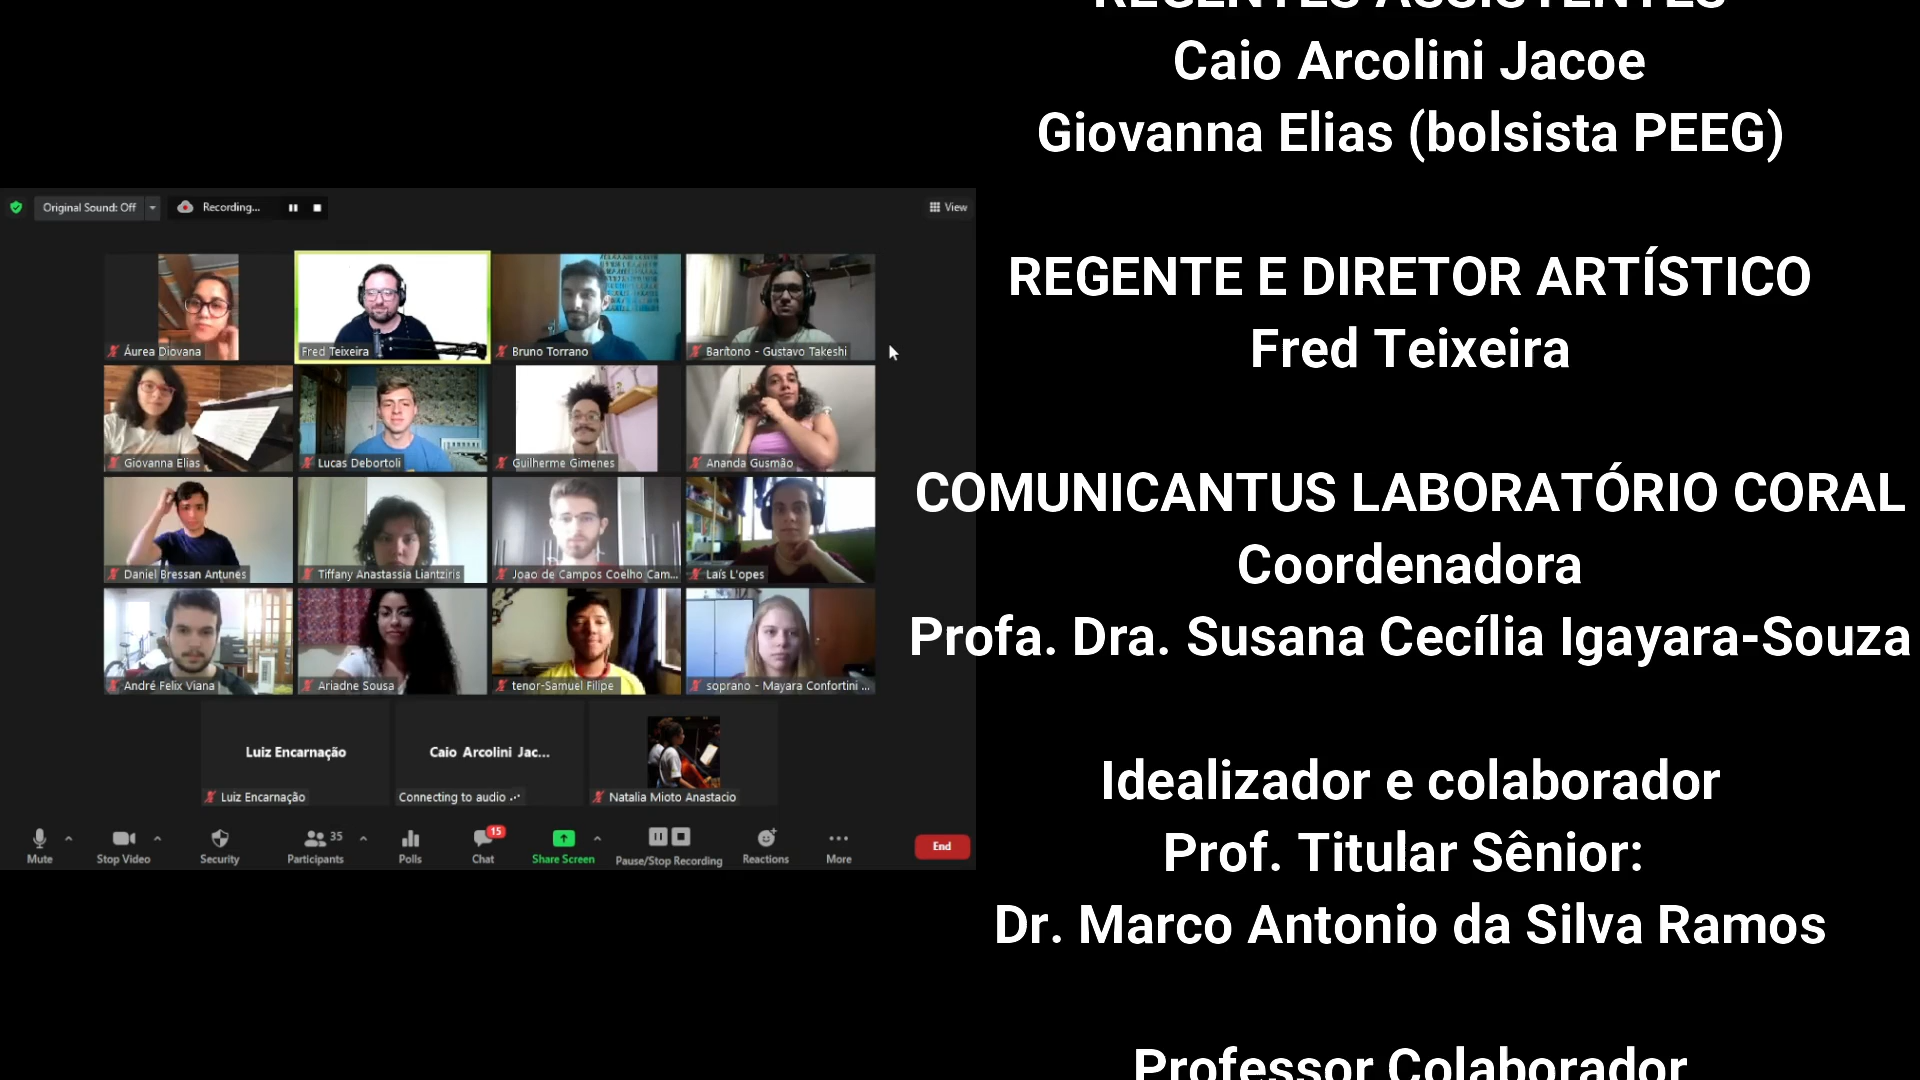 Original Sound: Off
Recording...
View
Áurea Diovana
Fred Teixeira
Bruno Torrano
Barítono - Gustavo Takeshi
Giovanna Elias
Lucas Debortoli
Guilherme Gimenes
Ananda Gusmão
Daniel Bressan Antunes
Tiffany Anastassia Liantziris
Joao de Campos Coelho Cam...
Laís L'opes
André Felix Viana
Ariadne Sousa
tenor-Samuel Filipe
soprano - Mayara Confortini ...
Luiz Encarnação
Caio Arcolini Jac...
Luiz Encarnação
Connecting to audio
Natalia Mioto Anastacio
Mute
Stop Video
Security
35
Participants
Polls
15
Chat
Share Screen
Pause/Stop Recording
Reactions
More
End
REGENTES ASSISTENTES
Caio Arcolini Jacoe
Giovanna Elias (bolsista PEEG)
REGENTE E DIRETOR ARTÍSTICO
Fred Teixeira
COMUNICANTUS LABORATÓRIO CORAL
Coordenadora
Profa. Dra. Susana Cecília Igayara-Souza
Idealizador e colaborador
Prof. Titular Sênior:
Dr. Marco Antonio da Silva Ramos
Professor Colaborador